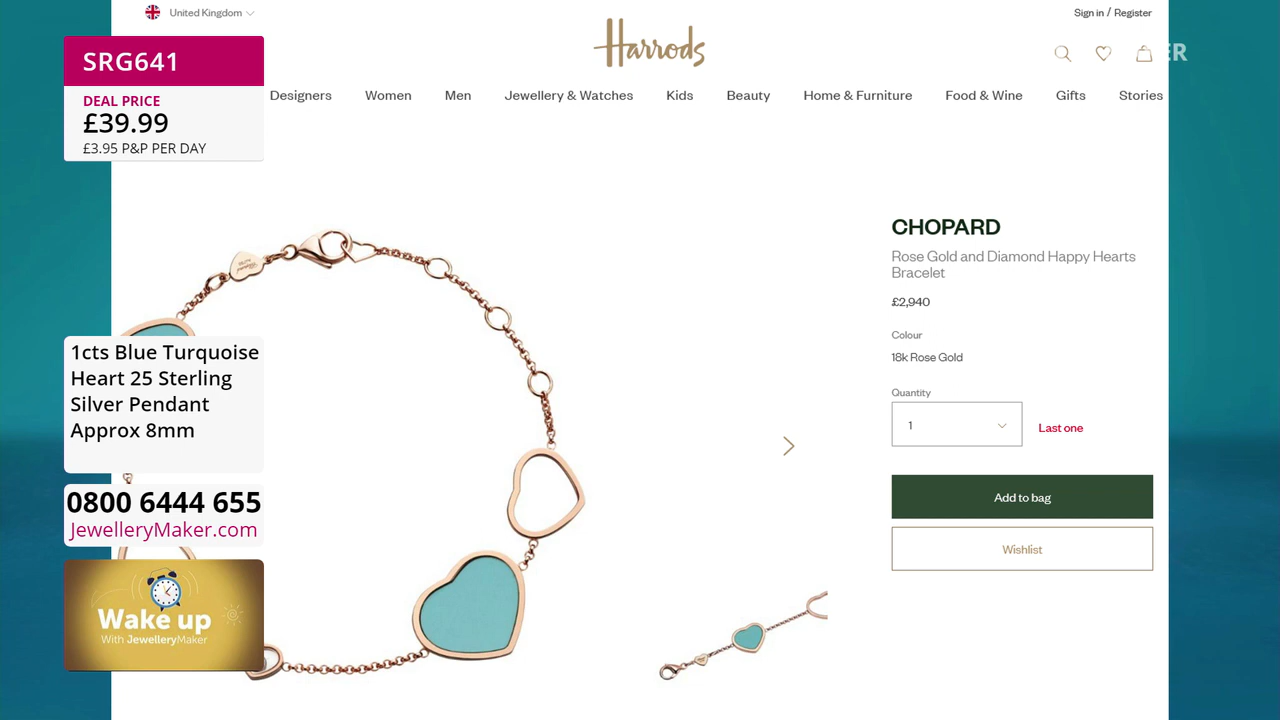 United Kingdom
Harrods
Sign in / Register
ER
Designers Women Men Jewellery & Watches Kids Beauty Home & Furniture Food & Wine Gifts Stories
SRG641
DEAL PRICE
£39.99
£3.95 P&P PER DAY
CHOPARD
Rose Gold and Diamond Happy Hearts
Bracelet
£2,940
Colour
18k Rose Gold
Quantity
1
Last one
Add to bag
Wishlist
1cts Blue Turquoise
Heart 25 Sterling
Silver Pendant
Approx 8mm
0800 6444 655
JewelleryMaker.com
Wake up
With JewelleryMaker